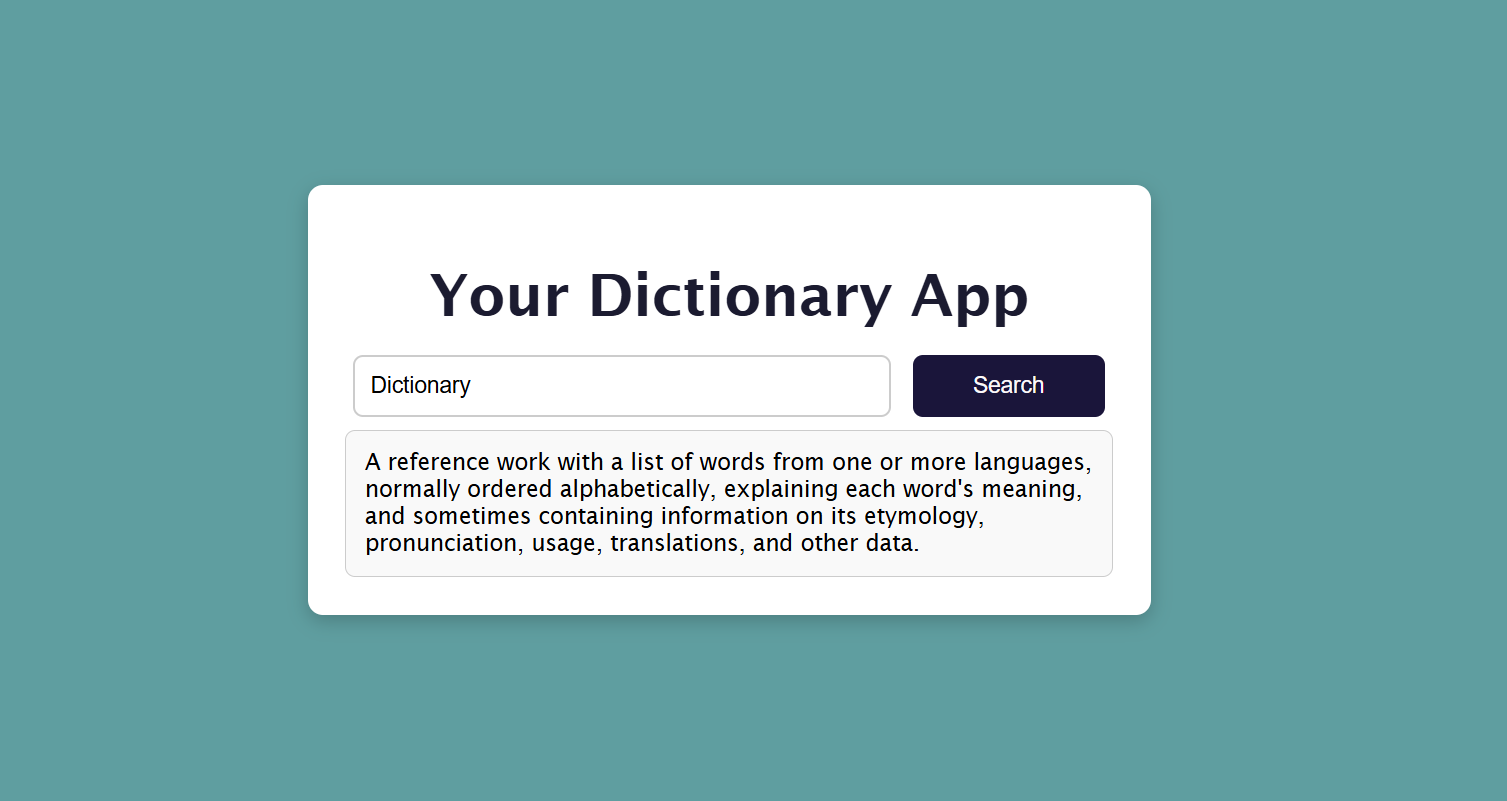 Your Dictionary App
Dictionary
Search
A reference work with a list of words from one or more languages,
normally ordered alphabetically, explaining each word's meaning,
and sometimes containing information on its etymology,
pronunciation, usage, translations, and other data.